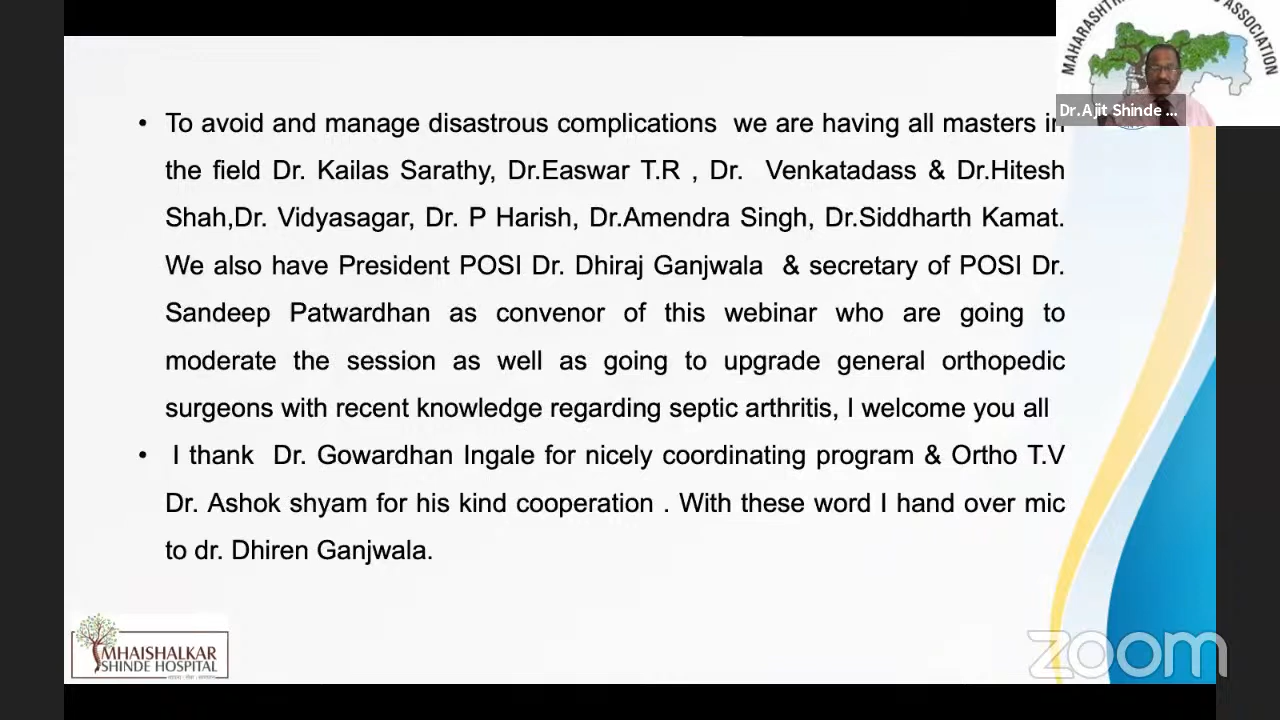 MAHARASHT
ASSOCIATION
Dr.Ajit Shinde ...
• To avoid and manage disastrous complications we are having all masters in
the field Dr. Kailas Sarathy, Dr.Easwar T.R , Dr. Venkatadass & Dr.Hitesh
Shah,Dr. Vidyasagar, Dr. P Harish, Dr.Amendra Singh, Dr.Siddharth Kamat.
We also have President POSI Dr. Dhiraj Ganjwala & secretary of POSI Dr.
Sandeep Patwardhan as convenor of this webinar who are going to
moderate the session as well as going to upgrade general orthopedic
surgeons with recent knowledge regarding septic arthritis, I welcome you all
• I thank Dr. Gowardhan Ingale for nicely coordinating program & Ortho T.V
Dr. Ashok shyam for his kind cooperation . With these word I hand over mic
to dr. Dhiren Ganjwala.
MHAISHALKAR
SHINDE HOSPITAL
zoom